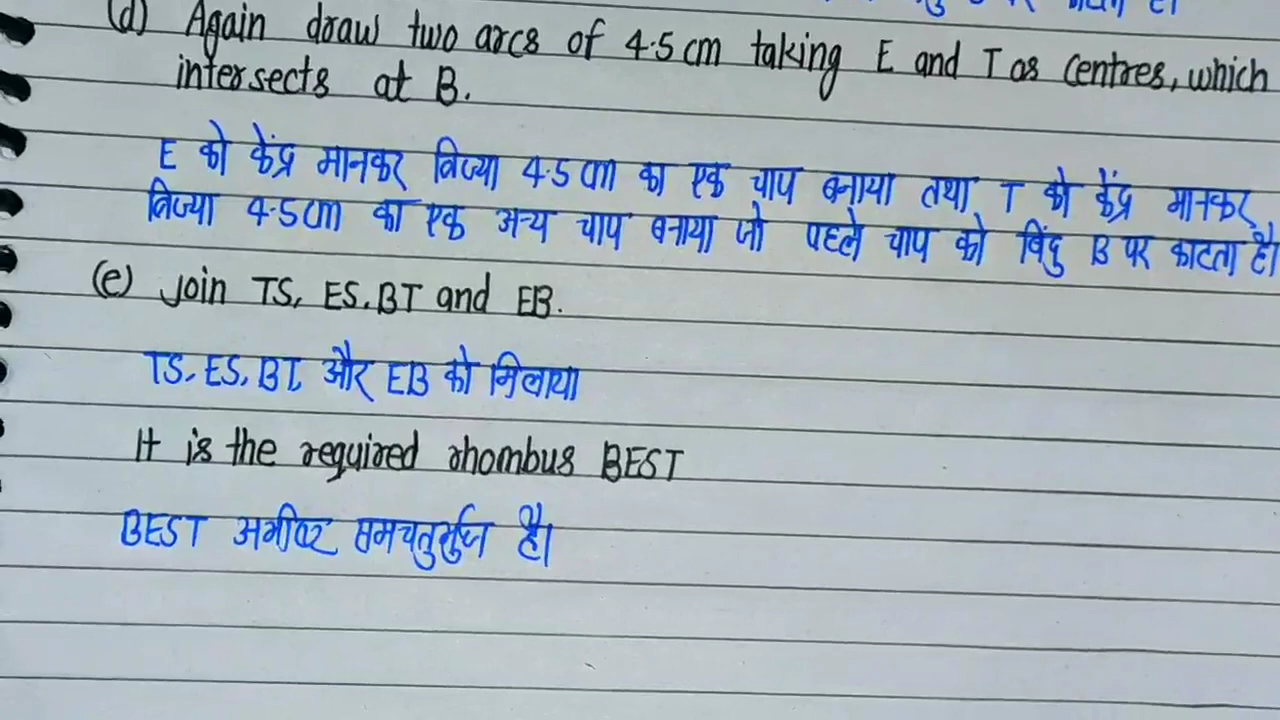 (d) Again draw two arcs of 4.5 cm taking E and T as centres, which
intersects at B.
E को केंद्र मानकर त्रिज्या 4.5 cm का एक चाप बनाया तथा T को केंद्र मानकर
त्रिज्या 4.5 cm का एक अन्य चाप बनाया जो पहले चाप को बिंदु B पर काटता है।
(e) Join TS, ES, BT and EB.
TS, ES, BT, और EB को मिलाया
It is the required rhombus BEST
BEST अभीष्ट समचतुर्भुज है।